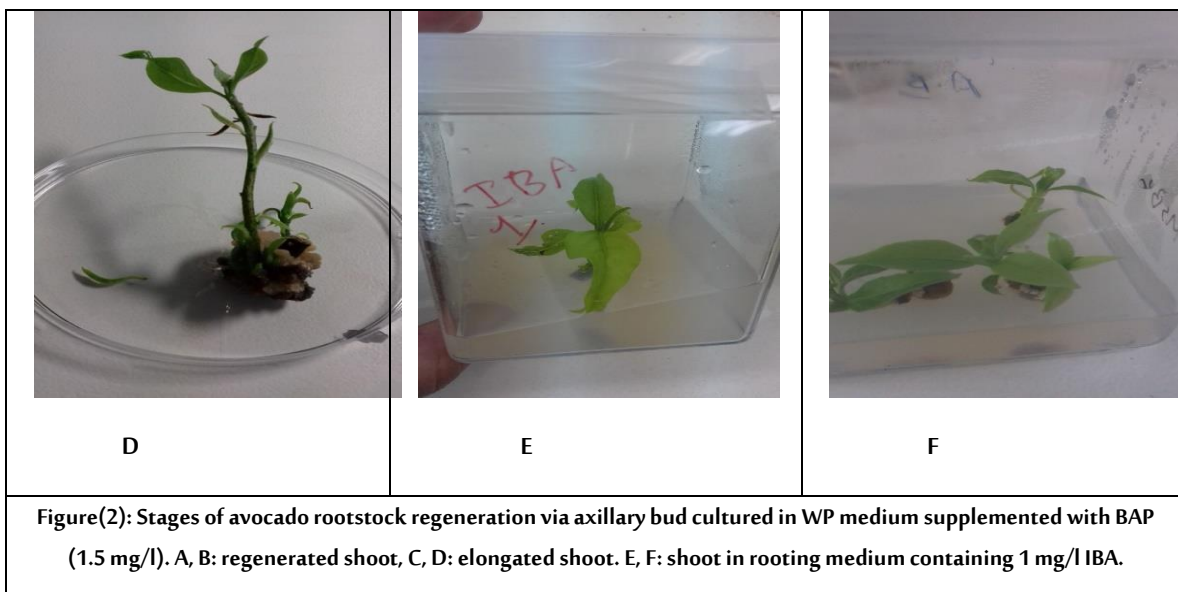 IBA
1/
D E F
Figure(2): Stages of avocado rootstock regeneration via axillary bud cultured in WP medium supplemented with BAP
(1.5 mg/l). A, B: regenerated shoot, C, D: elongated shoot. E, F: shoot in rooting medium containing 1 mg/l IBA.